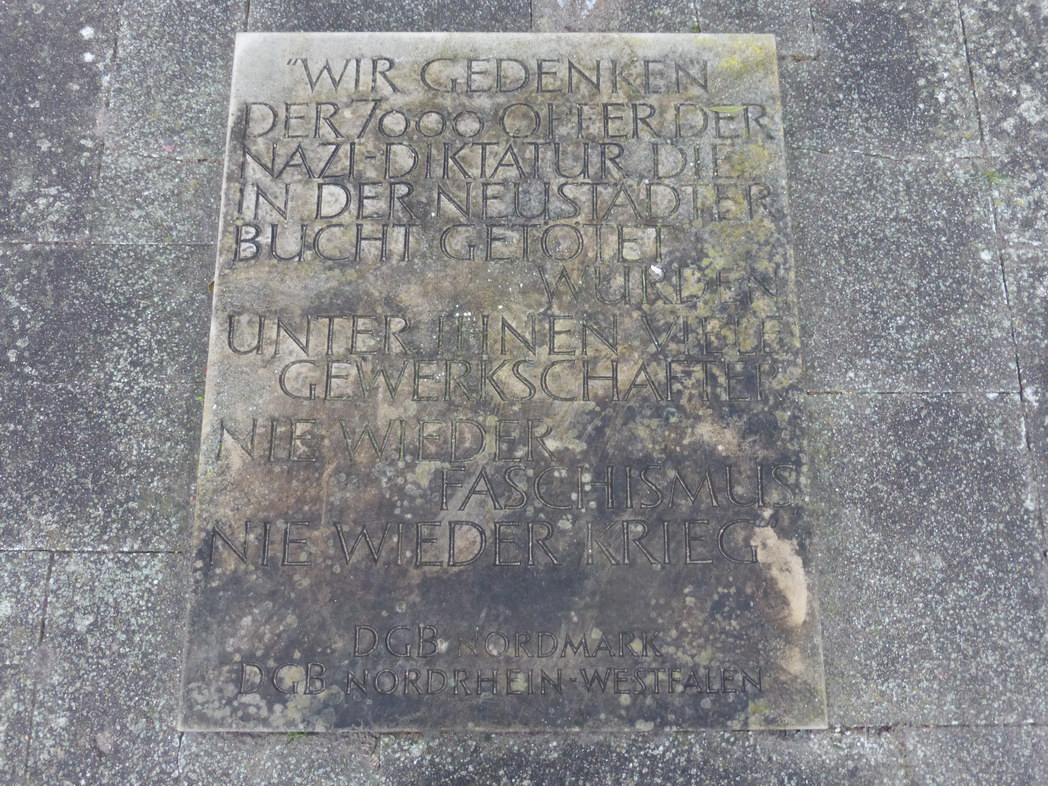 "WIR GEDENKEN
DER 7000 OPFER DER
NAZI-DIKTATUR DIE
IN DER NEUSTÄDTER
BUCHT GETÖTET
WURDEN
UNTER IHNEN VIELE
GEWERKSCHAFTER
NIE WIEDER
FASCHISMUS
NIE WIEDER KRIEG"
DGB NORDMARK
DGB NORDRHEIN-WESTFALEN